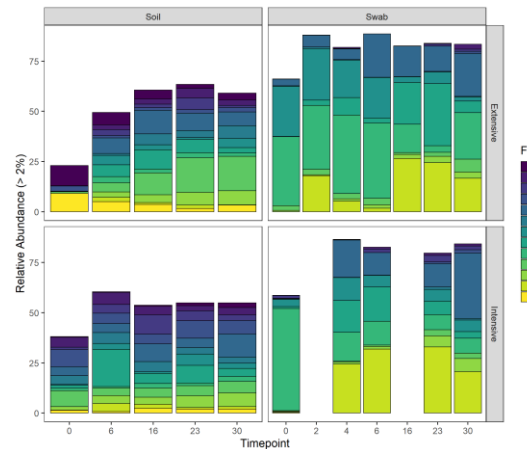 Soil
Swab
Relative Abundance (> 2%)
75
50
25
0
Extensive
75
50
25
0
Intensive
0 6 16 23 30
0 2 4 6 16 23 30
Timepoint
F